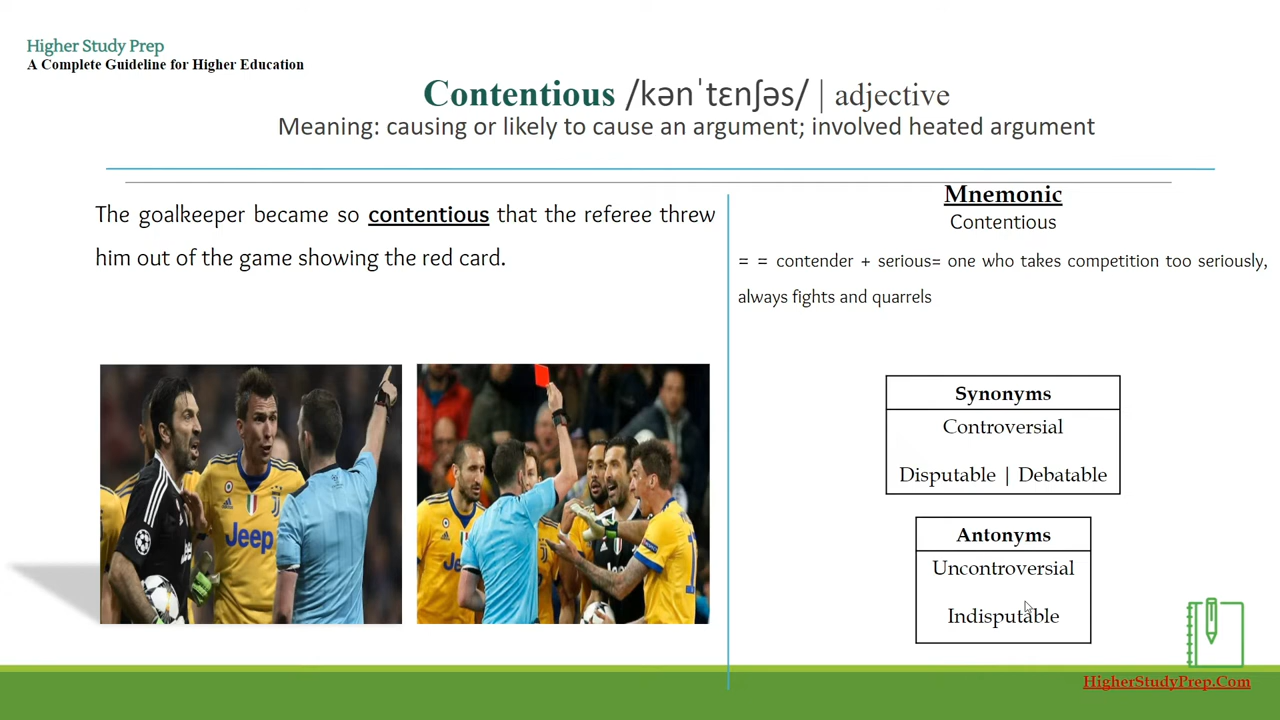 Higher Study Prep
A Complete Guideline for Higher Education
Contentious /kənˈtɛnʃəs/ | adjective
Meaning: causing or likely to cause an argument; involved heated argument
The goalkeeper became so contentious that the referee threw
him out of the game showing the red card.
Mnemonic
Contentious
= = contender + serious= one who takes competition too seriously,
always fights and quarrels
Jeep
Jeep
Synonyms
Controversial
Disputable | Debatable
Antonyms
Uncontroversial
Indisputable
HigherStudyPrep.Com